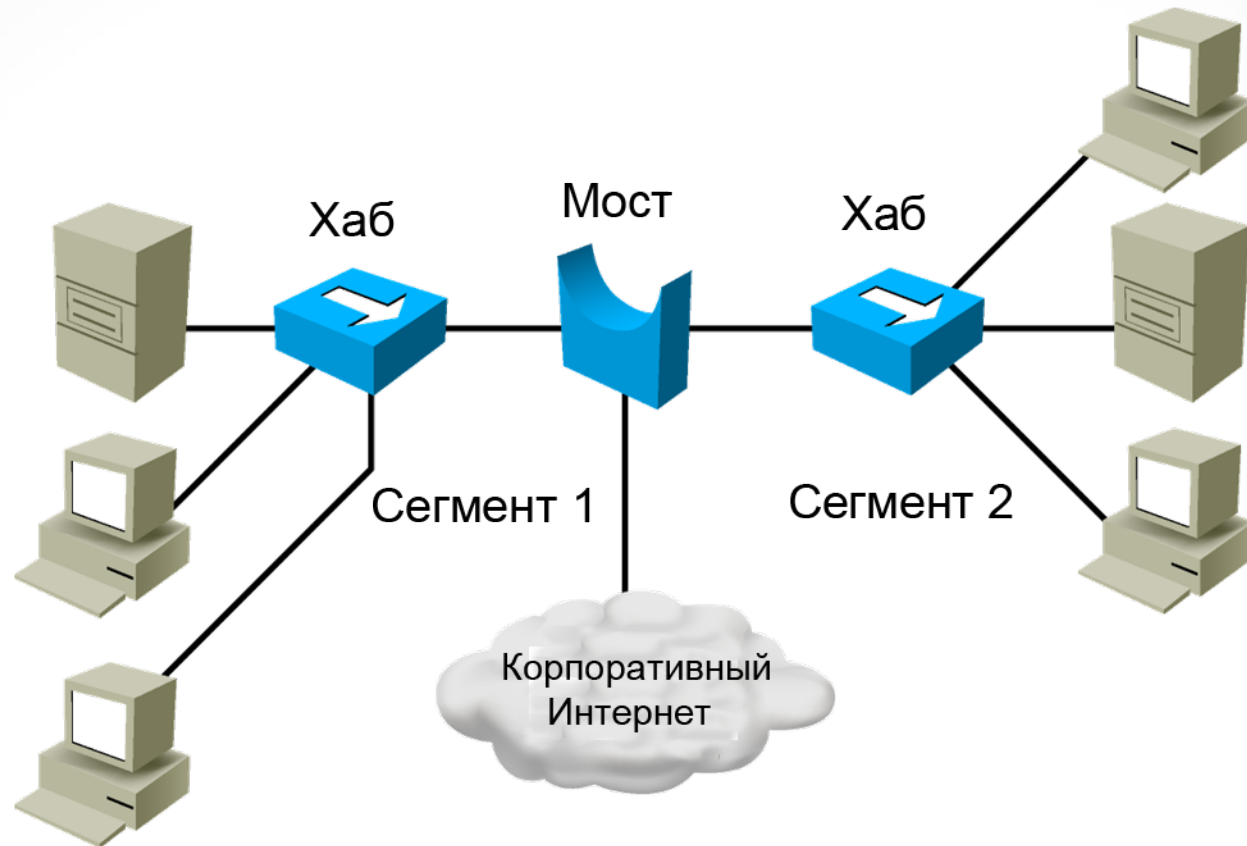 Хаб
Мост
Хаб
Сегмент 1
Сегмент 2
Корпоративный
Интернет